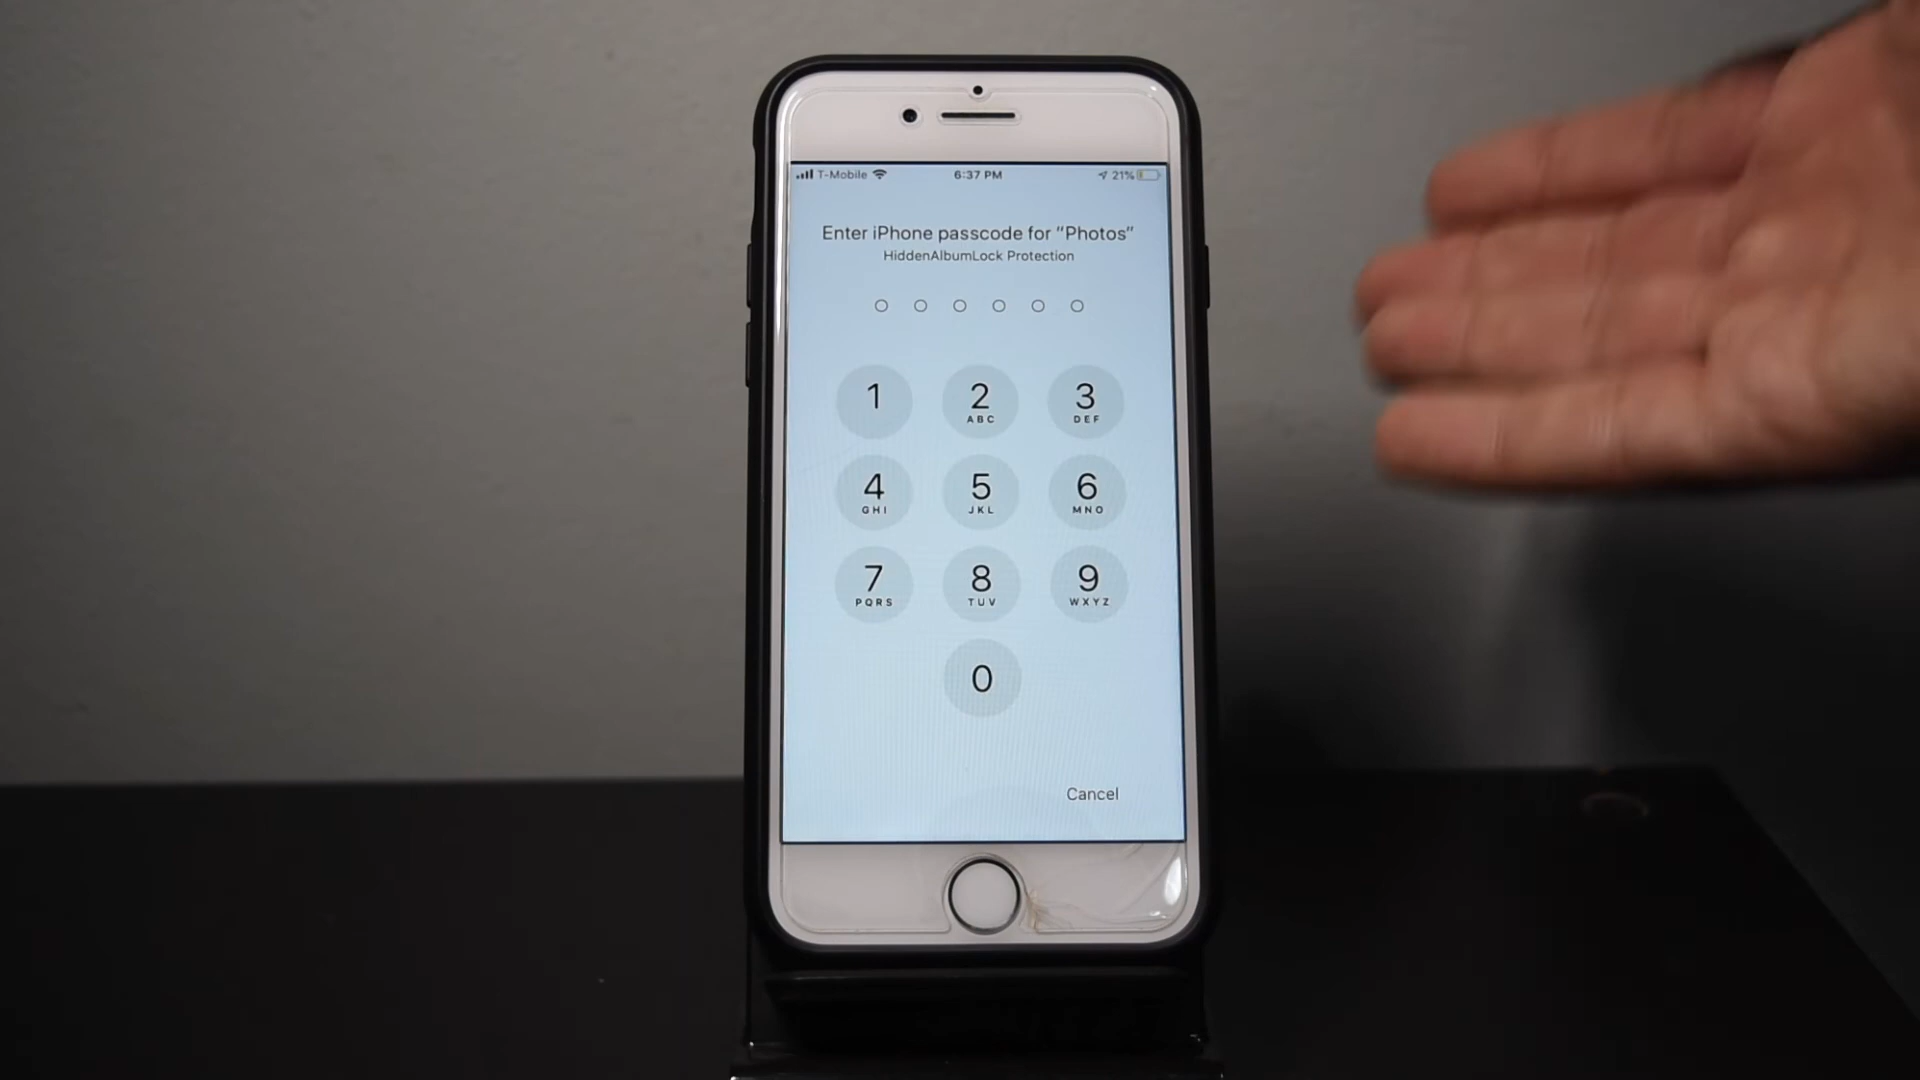 T-Mobile 6:37 PM 21%
Enter iPhone passcode for “Photos”
HiddenAlbumLock Protection
1 2 3
ABC DEF
4 5 6
GHI JKL MNO
7 8 9
PQRS TUV WXYZ
0
Cancel